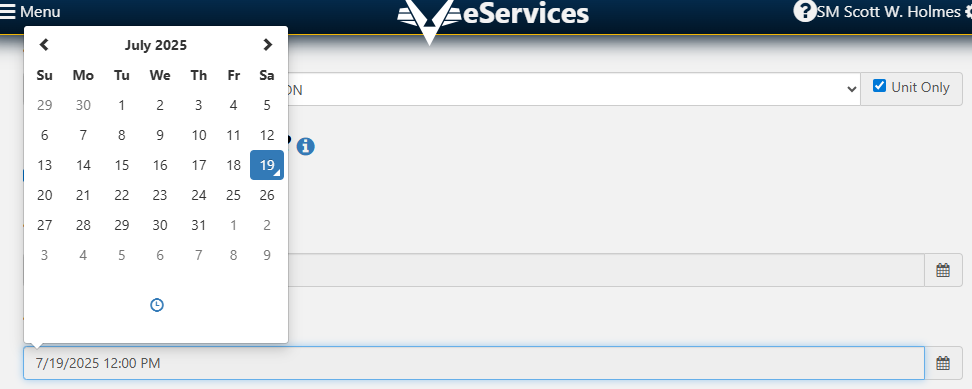 Menu
eServices
?SM Scott W. Holmes
July 2025
Su Mo Tu We Th Fr Sa
29 30 1 2 3 4 5
6 7 8 9 10 11 12
13 14 15 16 17 18 19
20 21 22 23 24 25 26
27 28 29 30 31 1 2
3 4 5 6 7 8 9
ON
Unit Only
?
7/19/2025 12:00 PM